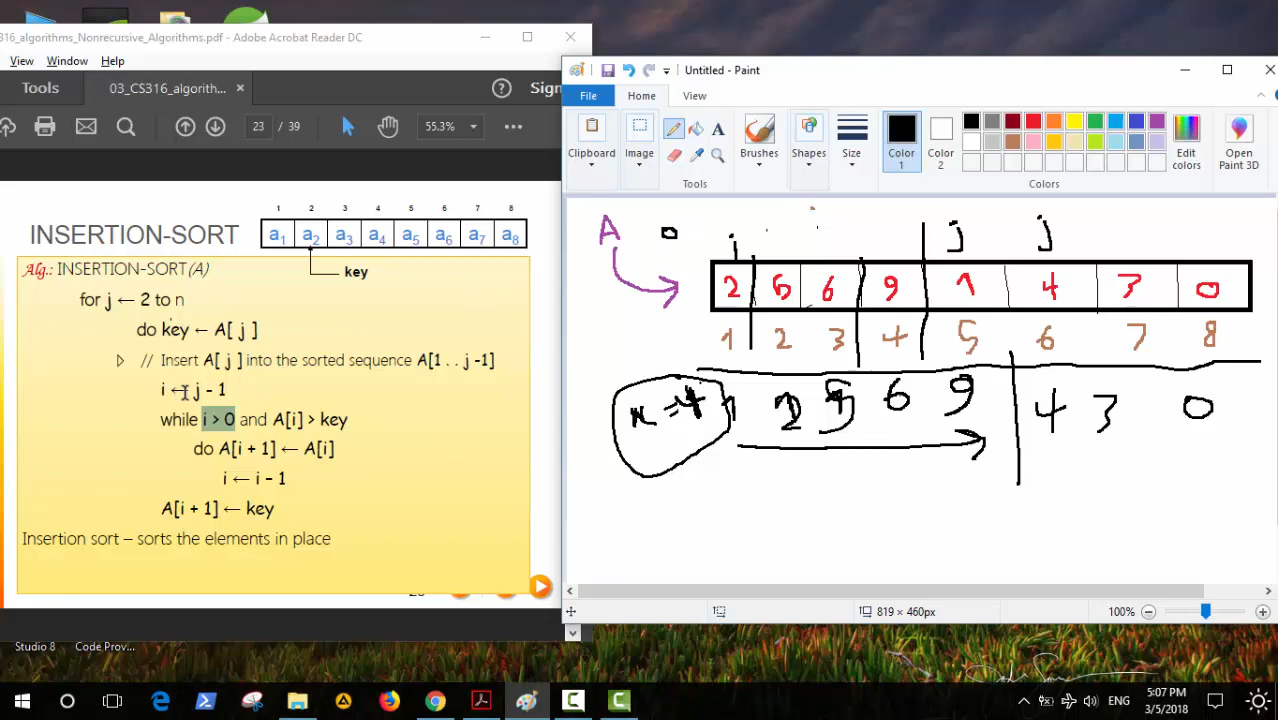 316_algorithms_Nonrecursive_Algorithms.pdf - Adobe Acrobat Reader DC
View Window Help
Tools 03_CS316_algorith... × Sign
23 / 39 55.3%
1 2 3 4 5 6 7 8
INSERTION-SORT a1 a2 a3 a4 a5 a6 a7 a8
key
Alg.: INSERTION-SORT(A)
for j ← 2 to n
do key ← A[ j ]
// Insert A[ j ] into the sorted sequence A[1 . . j -1]
i ← j - 1
while i > 0 and A[i] > key
do A[i + 1] ← A[i]
i ← i – 1
A[i + 1] ← key
Insertion sort – sorts the elements in place
Untitled - Paint
File Home View
Clipboard Image Tools Brushes Shapes Size Color 1 Color 2 Edit colors Open Paint 3D
Colors
A 0 i j j
2 5 6 9 1 4 3 0
1 2 3 4 5 6 7 8
x = 4 1 2 5 6 9 4 3 0
819 × 460px 100%
Studio 8 Code Prov...
ENG 5:07 PM
3/5/2018